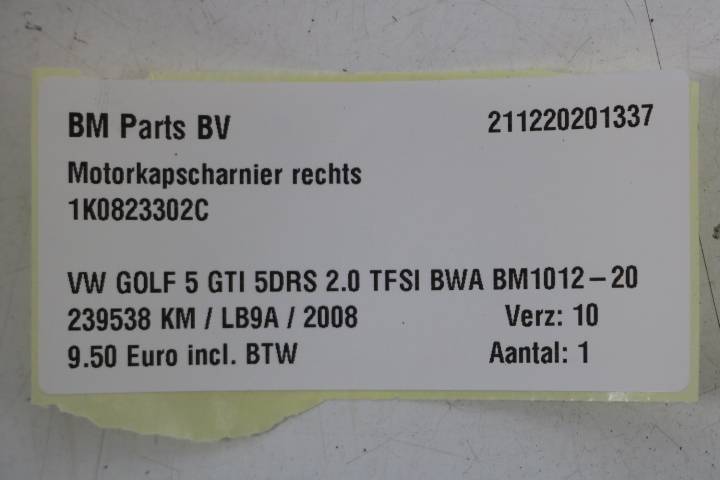 BM Parts BV 211220201337
Motorkapscharnier rechts
1K0823302C
VW GOLF 5 GTI 5DRS 2.0 TFSI BWA BM1012-20
239538 KM / LB9A / 2008 Verz: 10
9.50 Euro incl. BTW Aantal: 1